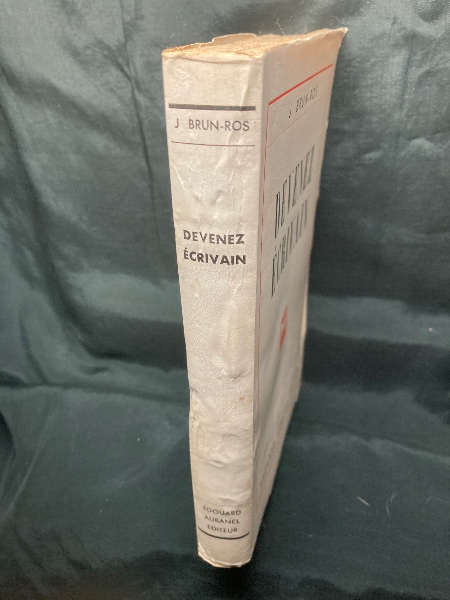 J BRUN-ROS
DEVENEZ
ÉCRIVAIN
EDOUARD
AUBANEL
EDITEUR
J BRUN-ROS
DEVENEZ
ÉCRIVAIN